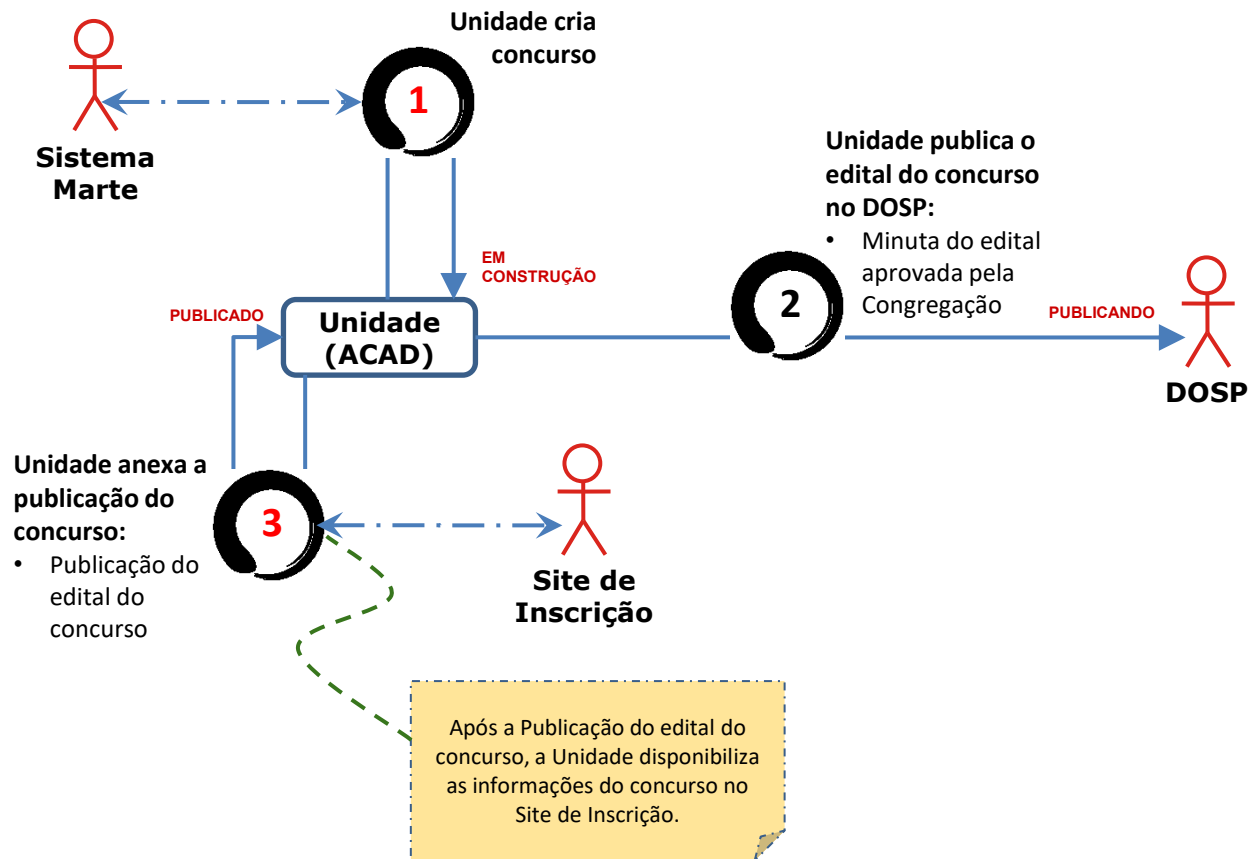 Unidade cria
concurso
1
Sistema
Marte
Unidade publica o
edital do concurso
no DOSP:
• Minuta do edital
aprovada pela
Congregação
2
EM
CONSTRUÇÃO
PUBLICADO
Unidade
(ACAD)
PUBLICANDO
DOSP
Unidade anexa a
publicação do
concurso:
• Publicação do
edital do
concurso
3
Site de
Inscrição
Após a Publicação do edital do
concurso, a Unidade disponibiliza
as informações do concurso no
Site de Inscrição.